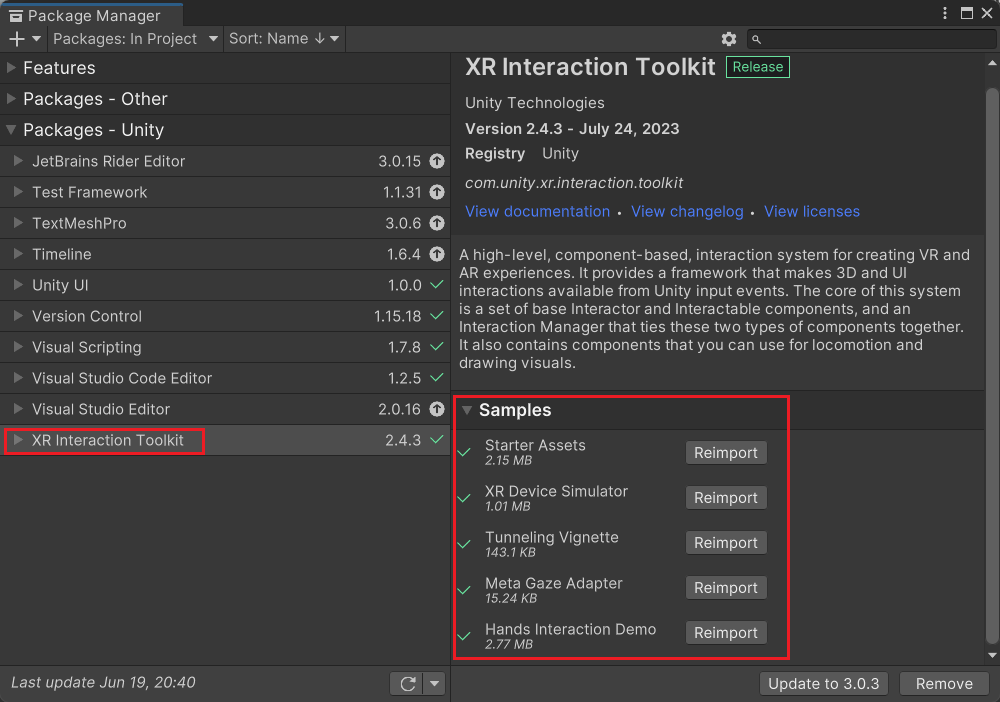 Package Manager
Packages: In Project
Sort: Name ↓
Features
Packages - Other
Packages - Unity
JetBrains Rider Editor 3.0.15
Test Framework 1.1.31
TextMeshPro 3.0.6
Timeline 1.6.4
Unity UI 1.0.0
Version Control 1.15.18
Visual Scripting 1.7.8
Visual Studio Code Editor 1.2.5
Visual Studio Editor 2.0.16
XR Interaction Toolkit 2.4.3
Last update Jun 19, 20:40
XR Interaction Toolkit Release
Unity Technologies
Version 2.4.3 - July 24, 2023
Registry Unity
com.unity.xr.interaction.toolkit
View documentation • View changelog • View licenses
A high-level, component-based, interaction system for creating VR and
AR experiences. It provides a framework that makes 3D and UI
interactions available from Unity input events. The core of this system
is a set of base Interactor and Interactable components, and an
Interaction Manager that ties these two types of components together.
It also contains components that you can use for locomotion and
drawing visuals.
Samples
Starter Assets
2.15 MB
Reimport
XR Device Simulator
1.01 MB
Reimport
Tunneling Vignette
143.1 KB
Reimport
Meta Gaze Adapter
15.24 KB
Reimport
Hands Interaction Demo
2.77 MB
Reimport
Update to 3.0.3
Remove